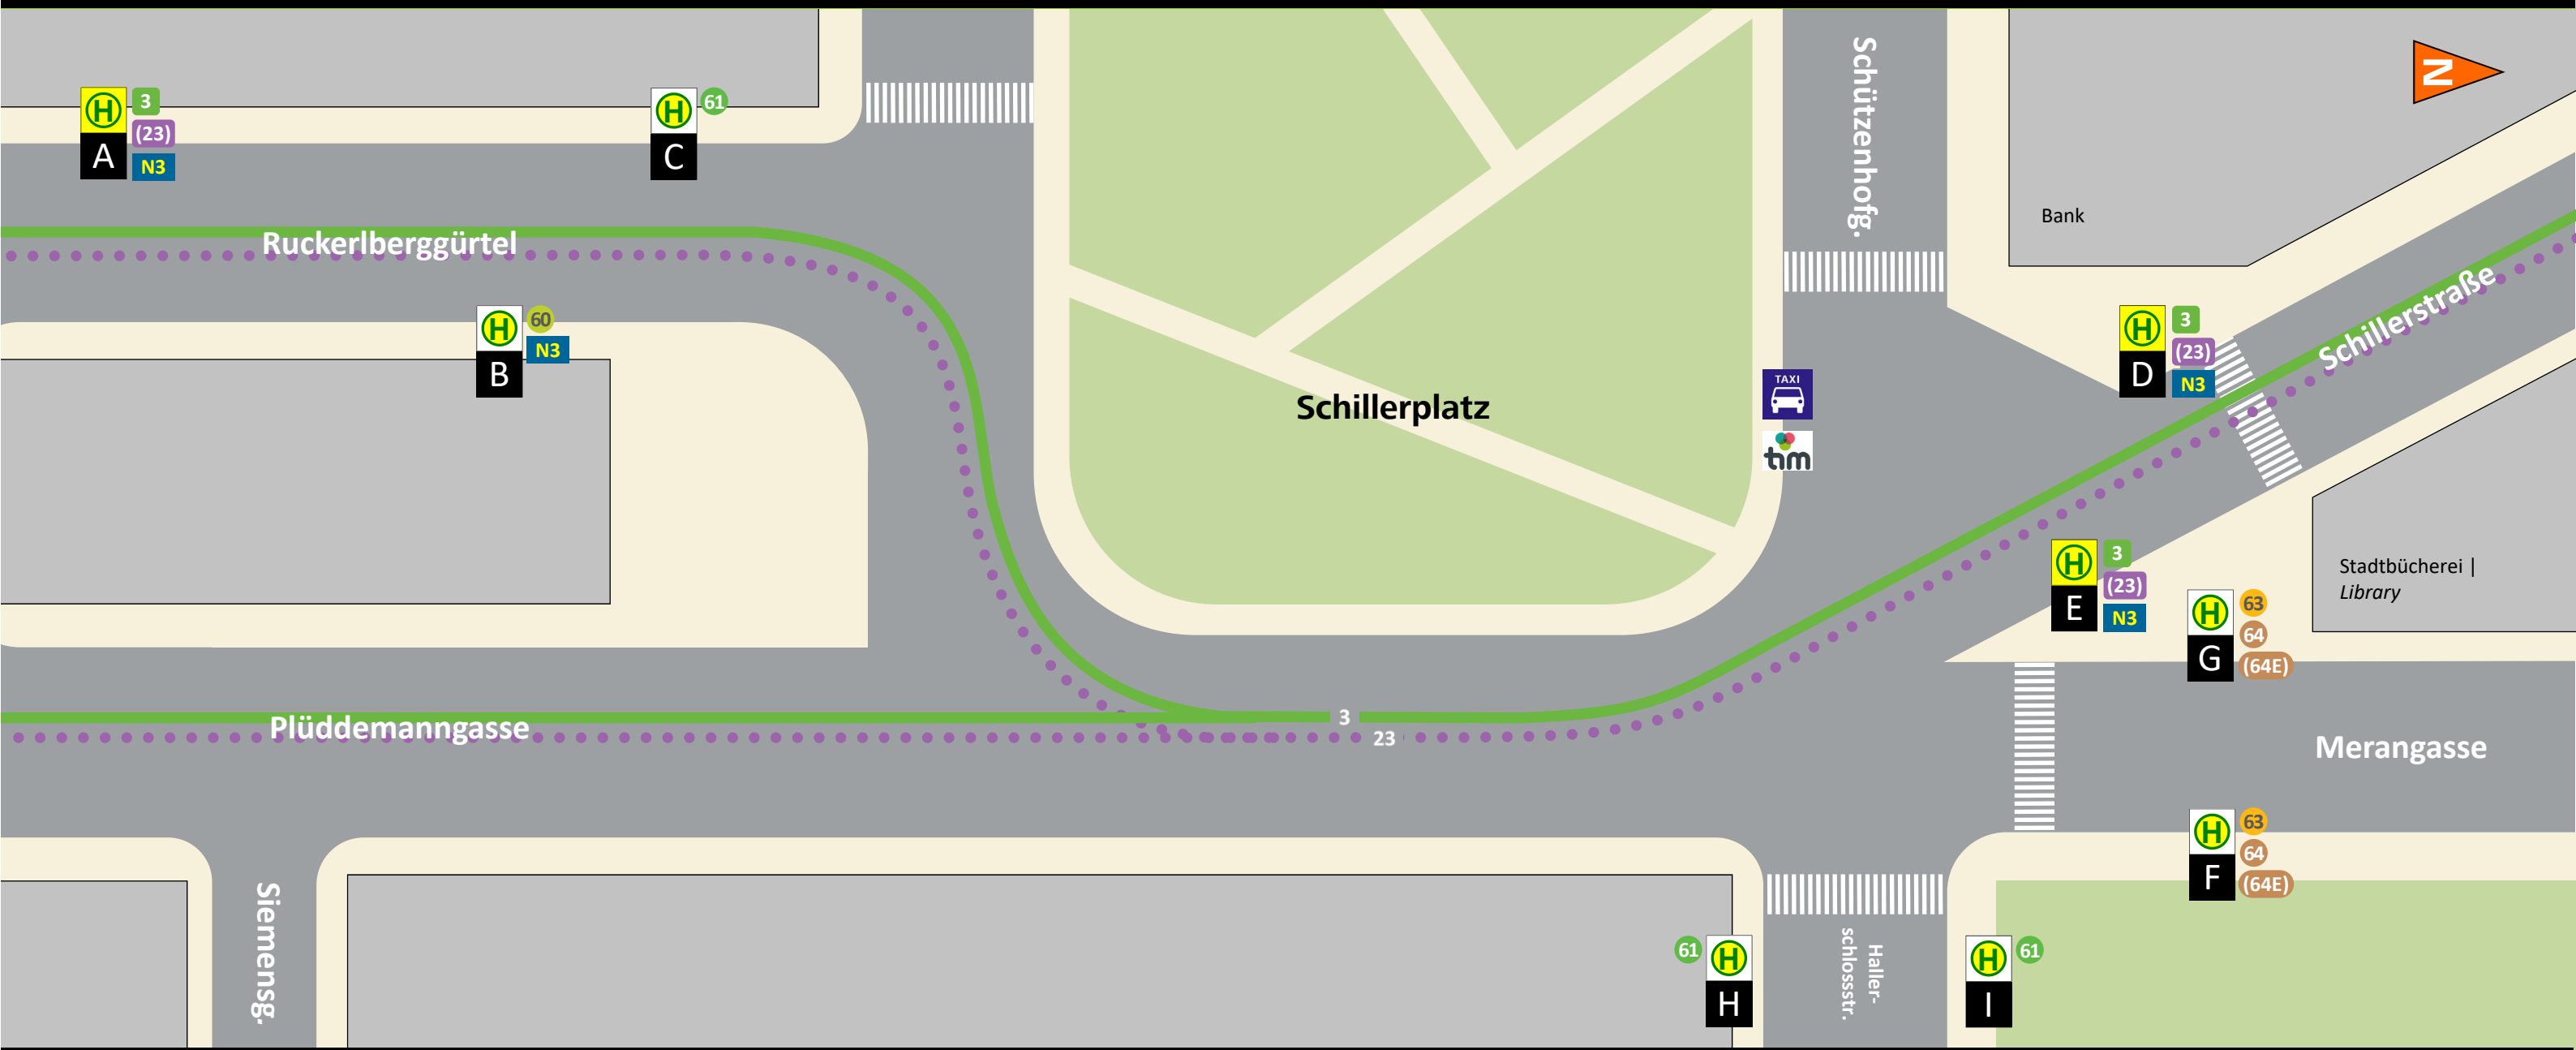 H
A
3
(23)
N3
H
C
61
Schützenhofg.
N
Bank
Ruckerlberggürtel
H
B
60
N3
Schillerplatz
TAXI
tim
H
D
3
(23)
N3
Schillerstraße
H
E
3
(23)
N3
H
G
63
64
(64E)
Stadtbücherei |
Library
3
23
Plüddemanngasse
Merangasse
H
F
63
64
(64E)
Siemensg.
61
H
H
Haller-
schlossstr.
H
I
61